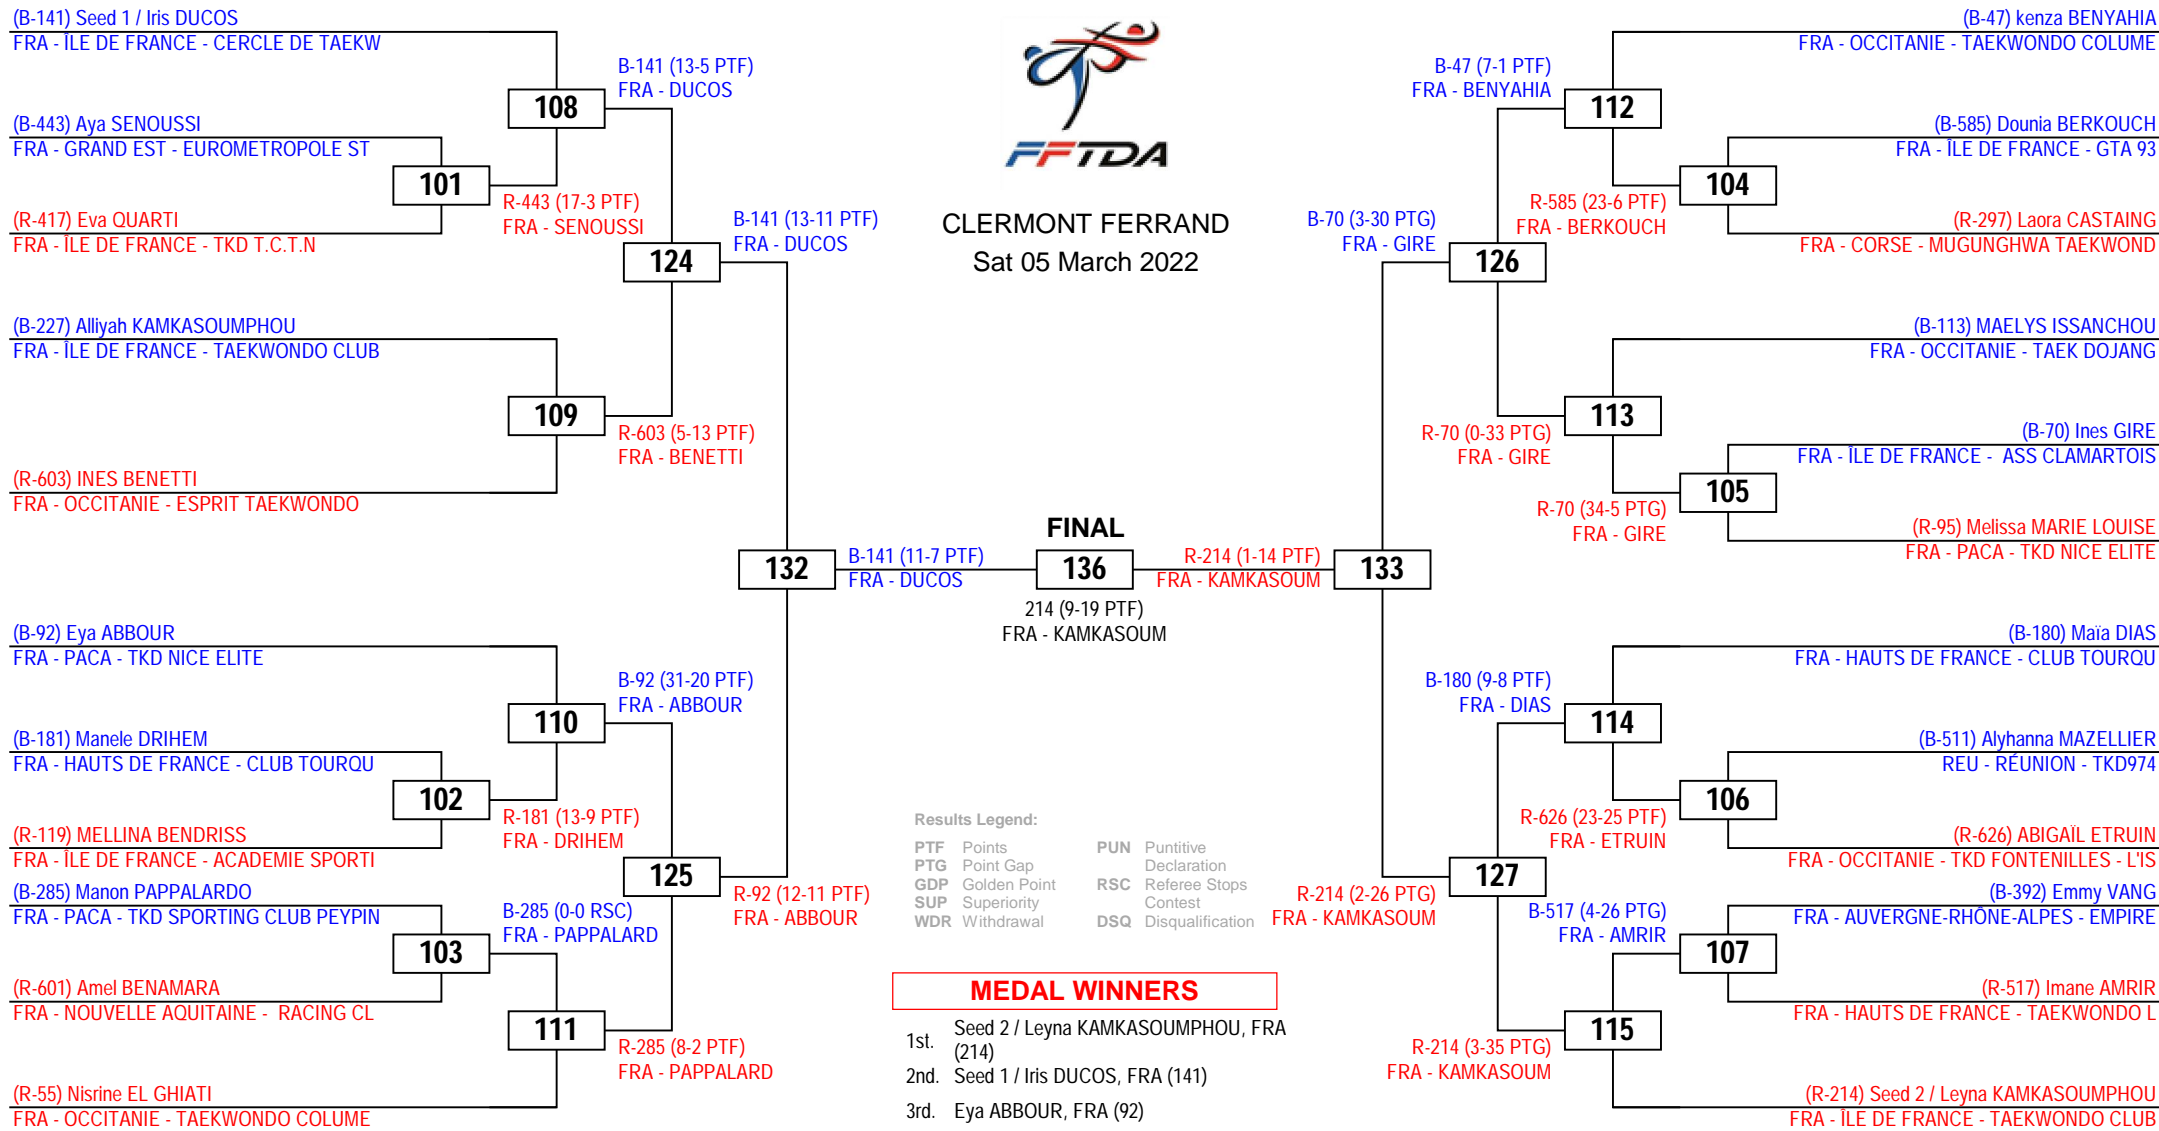 (B-141) Seed 1 / Iris DUCOS
FRA - ÎLE DE FRANCE - CERCLE DE TAEKW
(B-443) Aya SENOUSSI
FRA - GRAND EST - EUROMETROPOLE ST
(R-417) Eva QUARTI
FRA - ÎLE DE FRANCE - TKD T.C.T.N
(B-227) Alliyah KAMKASOUMPHOU
FRA - ÎLE DE FRANCE - TAEKWONDO CLUB
(R-603) INES BENETTI
FRA - OCCITANIE - ESPRIT TAEKWONDO
(B-92) Eya ABBOUR
FRA - PACA - TKD NICE ELITE
(B-181) Manele DRIHEM
FRA - HAUTS DE FRANCE - CLUB TOURQU
(R-119) MELLINA BENDRISS
FRA - ÎLE DE FRANCE - ACADEMIE SPORTI
(B-285) Manon PAPPALARDO
FRA - PACA - TKD SPORTING CLUB PEYPIN
(R-601) Amel BENAMARA
FRA - NOUVELLE AQUITAINE - RACING CL
(R-55) Nisrine EL GHIATI
FRA - OCCITANIE - TAEKWONDO COLUME
101
R-443 (17-3 PTF)
FRA - SENOUSSI
102
R-181 (13-9 PTF)
FRA - DRIHEM
103
B-285 (0-0 RSC)
FRA - PAPPALARD
108
B-141 (13-5 PTF)
FRA - DUCOS
109
R-603 (5-13 PTF)
FRA - BENETTI
110
B-92 (31-20 PTF)
FRA - ABBOUR
111
R-285 (8-2 PTF)
FRA - PAPPALARD
124
B-141 (13-11 PTF)
FRA - DUCOS
125
R-92 (12-11 PTF)
FRA - ABBOUR
132
B-141 (11-7 PTF)
FRA - DUCOS
FFTDA
CLERMONT FERRAND
Sat 05 March 2022
FINAL
136
214 (9-19 PTF)
FRA - KAMKASOUM
R-214 (1-14 PTF)
FRA - KAMKASOUM
133
B-70 (3-30 PTG)
FRA - GIRE
126
R-214 (2-26 PTG)
FRA - KAMKASOUM
127
B-47 (7-1 PTF)
FRA - BENYAHIA
112
R-70 (0-33 PTG)
FRA - GIRE
113
B-180 (9-8 PTF)
FRA - DIAS
114
R-214 (3-35 PTG)
FRA - KAMKASOUM
115
R-585 (23-6 PTF)
FRA - BERKOUCH
104
R-70 (34-5 PTG)
FRA - GIRE
105
R-626 (23-25 PTF)
FRA - ETRUIN
106
B-517 (4-26 PTG)
FRA - AMRIR
107
(B-47) kenza BENYAHIA
FRA - OCCITANIE - TAEKWONDO COLUME
(B-585) Dounia BERKOUCH
FRA - ÎLE DE FRANCE - GTA 93
(R-297) Laora CASTAING
FRA - CORSE - MUGUNGHWA TAEKWOND
(B-113) MAELYS ISSANCHOU
FRA - OCCITANIE - TAEK DOJANG
(B-70) Ines GIRE
FRA - ÎLE DE FRANCE - ASS CLAMARTOIS
(R-95) Melissa MARIE LOUISE
FRA - PACA - TKD NICE ELITE
(B-180) Maïa DIAS
FRA - HAUTS DE FRANCE - CLUB TOURQU
(B-511) Alyhanna MAZELLIER
REU - RÉUNION - TKD974
(R-626) ABIGAÏL ETRUIN
FRA - OCCITANIE - TKD FONTENILLES - L'IS
(B-392) Emmy VANG
FRA - AUVERGNE-RHÔNE-ALPES - EMPIRE
(R-517) Imane AMRIR
FRA - HAUTS DE FRANCE - TAEKWONDO L
(R-214) Seed 2 / Leyna KAMKASOUMPHOU
FRA - ÎLE DE FRANCE - TAEKWONDO CLUB
Results Legend:
PTF Points
PTG Point Gap
GDP Golden Point
SUP Superiority
WDR Withdrawal
PUN Puntitive
Declaration
RSC Referee Stops
Contest
DSQ Disqualification
MEDAL WINNERS
1st. Seed 2 / Leyna KAMKASOUMPHOU, FRA
(214)
2nd. Seed 1 / Iris DUCOS, FRA (141)
3rd. Eya ABBOUR, FRA (92)